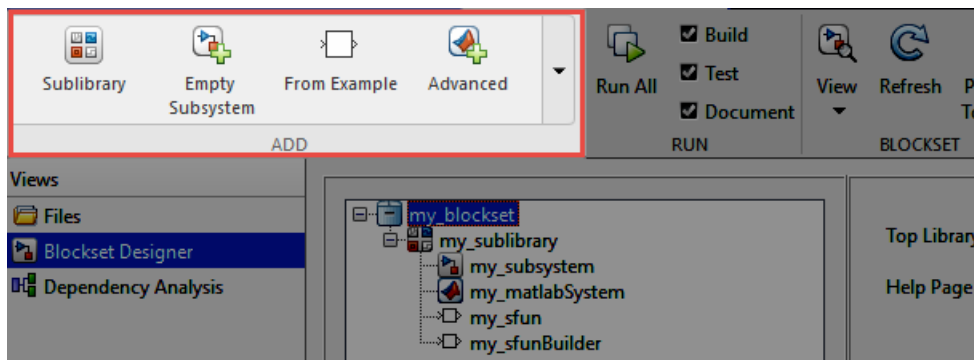 Sublibrary
Empty
Subsystem
From Example
Advanced
ADD
Run All
Build
Test
Document
RUN
View
Refresh
BLOCKSET
Views
Files
Blockset Designer
Dependency Analysis
my_blockset
my_sublibrary
my_subsystem
my_matlabSystem
my_sfun
my_sfunBuilder
Top Library
Help Page